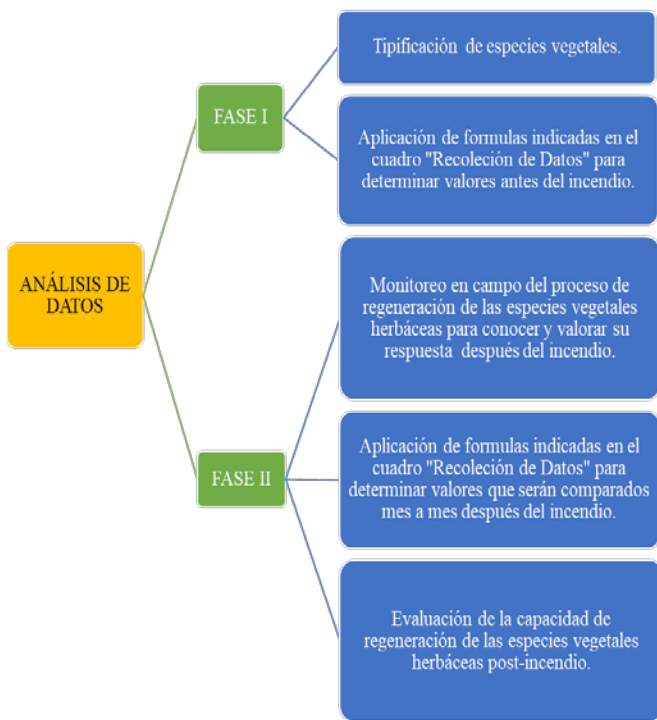 ANÁLISIS DE
DATOS
FASE I
Tipificación de especies vegetales.
Aplicación de formulas indicadas en el
cuadro "Recoleción de Datos" para
determinar valores antes del incendio.
FASE II
Monitoreo en campo del proceso de
regeneración de las especies vegetales
herbáceas para conocer y valorar su
respuesta después del incendio.
Aplicación de formulas indicadas en el
cuadro "Recoleción de Datos" para
determinar valores que serán comparados
mes a mes después del incendio.
Evaluación de la capacidad de
regeneración de las especies vegetales
herbáceas post-incendio.